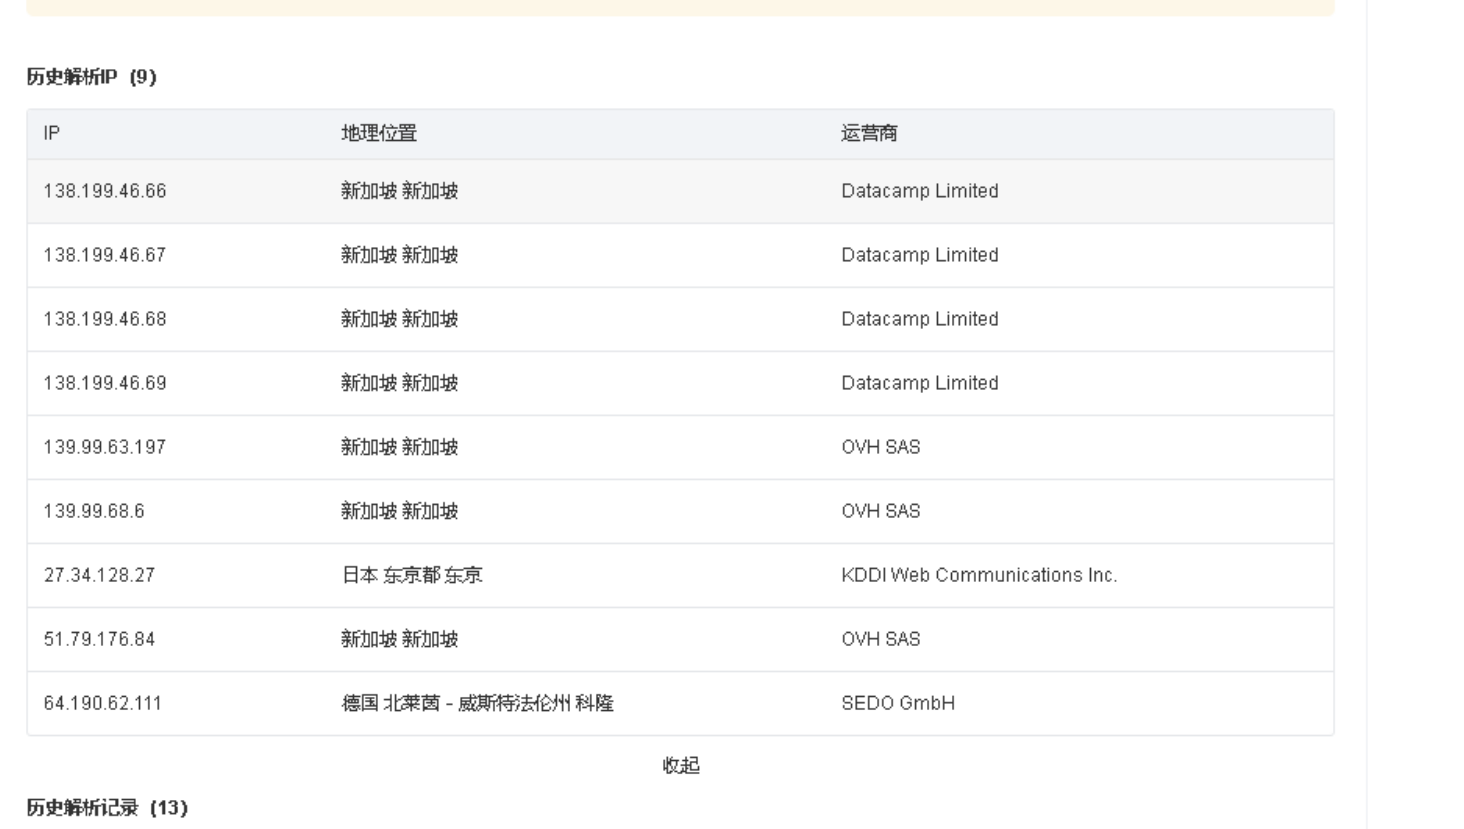 历史解析IP (9)
IP 地理位置 运营商
138.199.46.66 新加坡 新加坡 Datacamp Limited
138.199.46.67 新加坡 新加坡 Datacamp Limited
138.199.46.68 新加坡 新加坡 Datacamp Limited
138.199.46.69 新加坡 新加坡 Datacamp Limited
139.99.63.197 新加坡 新加坡 OVH SAS
139.99.68.6 新加坡 新加坡 OVH SAS
27.34.128.27 日本 东京都 东京 KDDI Web Communications Inc.
51.79.176.84 新加坡 新加坡 OVH SAS
64.190.62.111 德国 北莱茵 - 威斯特法伦州 科隆 SEDO GmbH
收起
历史解析记录 (13)